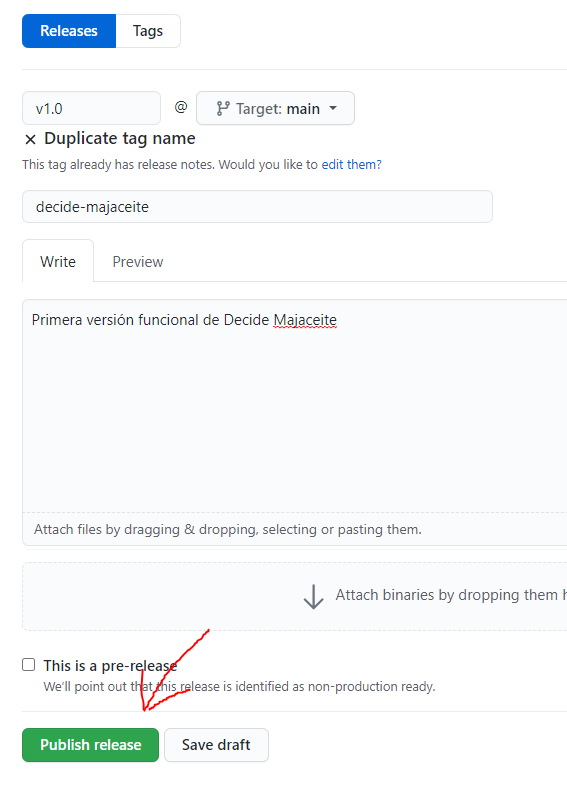 Releases Tags
v1.0 @ Target: main
Duplicate tag name
This tag already has release notes. Would you like to edit them?
decide-majaceite
Write Preview
Primera versión funcional de Decide Majaceite
Attach files by dragging & dropping, selecting or pasting them.
Attach binaries by dropping them h
This is a pre-release
We'll point out that this release is identified as non-production ready.
Publish release Save draft